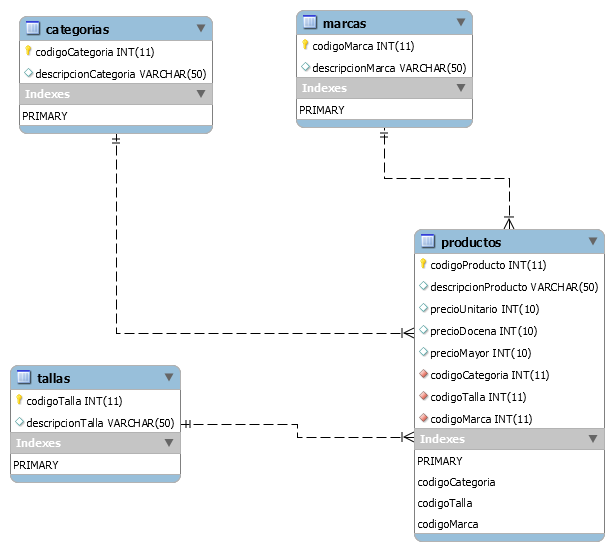 categorias
codigoCategoria INT(11)
descripcionCategoria VARCHAR(50)
Indexes
PRIMARY
marcas
codigoMarca INT(11)
descripcionMarca VARCHAR(50)
Indexes
PRIMARY
productos
codigoProducto INT(11)
descripcionProducto VARCHAR(50)
precioUnitario INT(10)
precioDocena INT(10)
precioMayor INT(10)
codigoCategoria INT(11)
codigoTalla INT(11)
codigoMarca INT(11)
Indexes
PRIMARY
codigoCategoria
codigoTalla
codigoMarca
tallas
codigoTalla INT(11)
descripcionTalla VARCHAR(50)
Indexes
PRIMARY